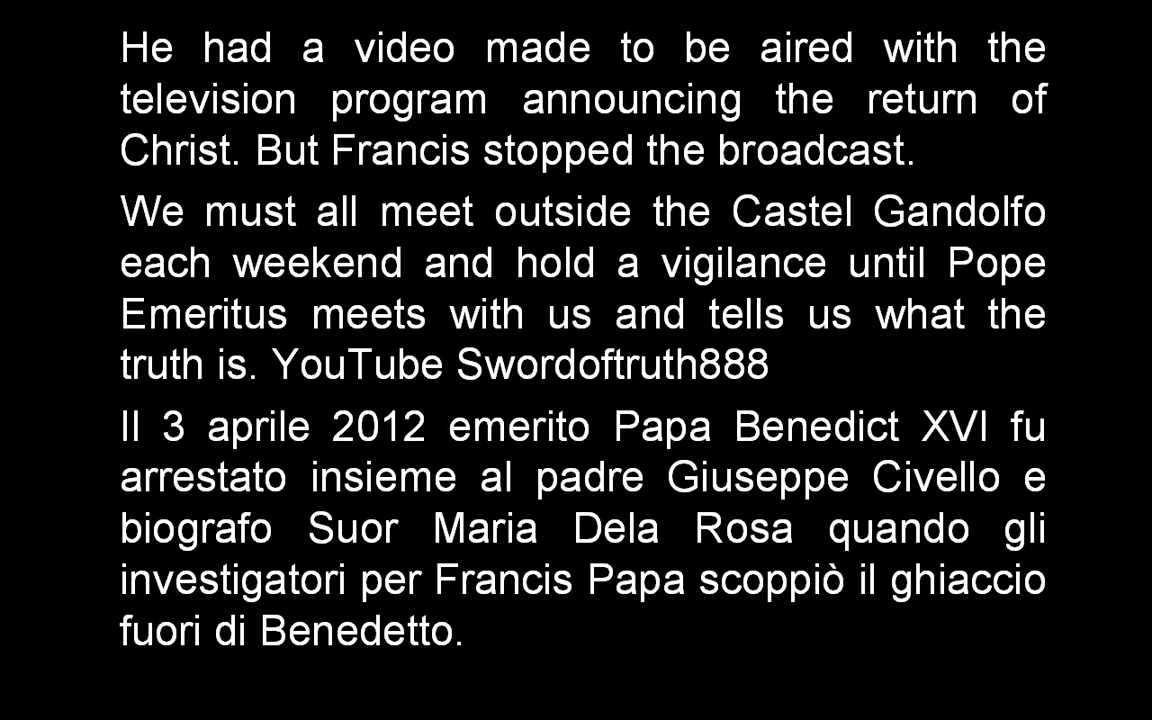 He had a video made to be aired with the
television program announcing the return of
Christ. But Francis stopped the broadcast.
We must all meet outside the Castel Gandolfo
each weekend and hold a vigilance until Pope
Emeritus meets with us and tells us what the
truth is. YouTube Swordoftruth888
Il 3 aprile 2012 emerito Papa Benedict XVI fu
arrestato insieme al padre Giuseppe Civello e
biografo Suor Maria Dela Rosa quando gli
investigatori per Francis Papa scoppiò il ghiaccio
fuori di Benedetto.